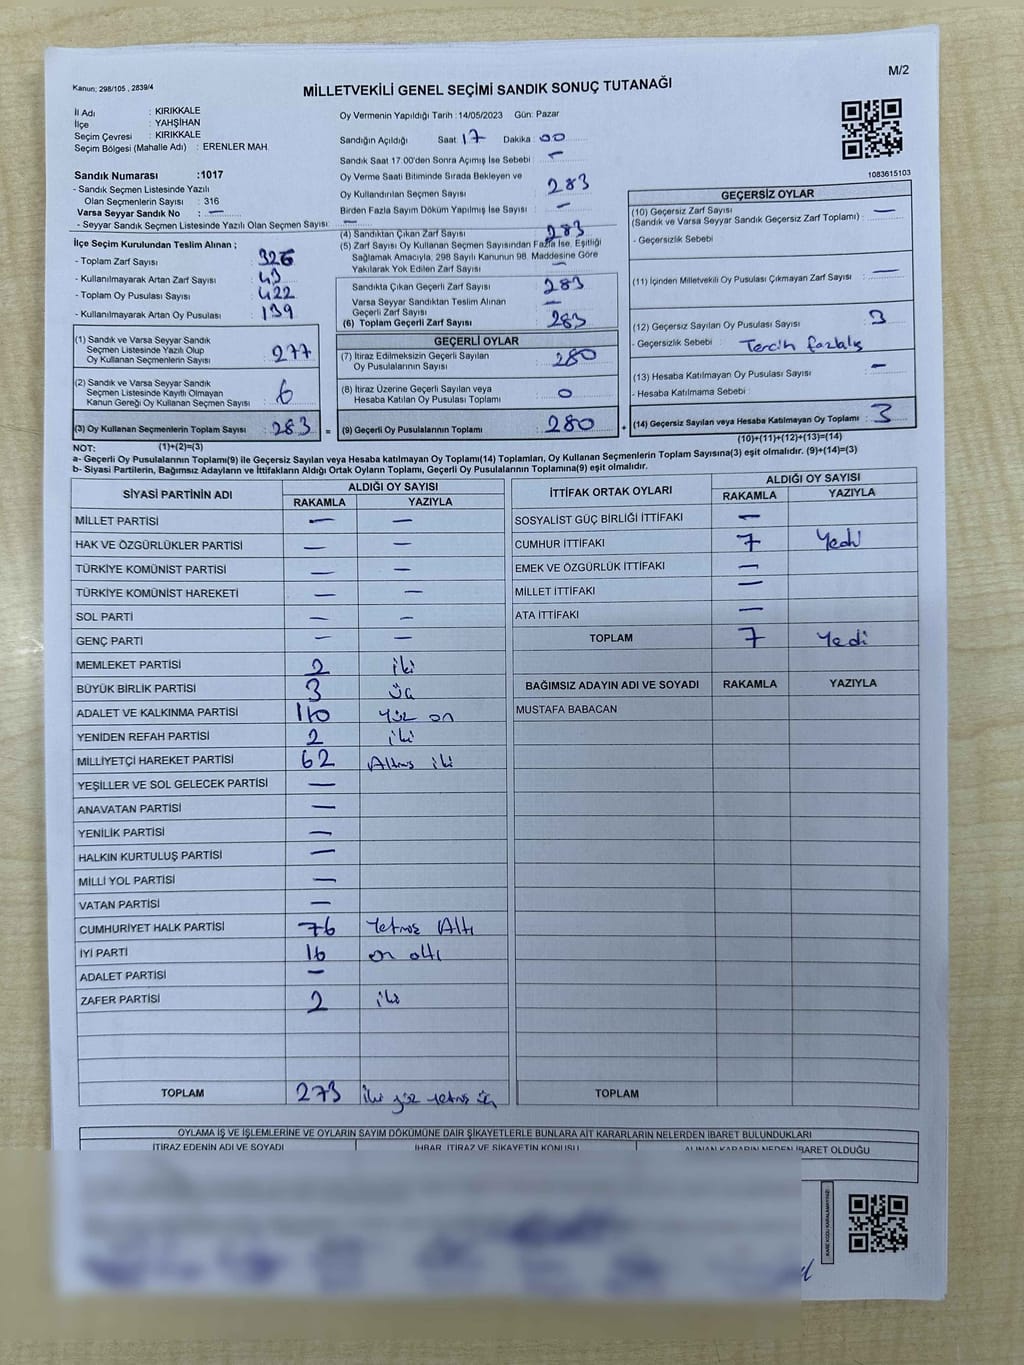 Kanun; 298/105 , 2839/4
M/2
MİLLETVEKİLİ GENEL SEÇİMİ SANDIK SONUÇ TUTANAĞI
İl Adı : KIRIKKALE
İlçe : YAHŞİHAN
Seçim Çevresi : KIRIKKALE
Seçim Bölgesi (Mahalle Adı) : ERENLER MAH.
Sandık Numarası :1017
- Sandık Seçmen Listesinde Yazılı
Olan Seçmenlerin Sayısı : 316
Varsa Seyyar Sandık No : —
- Seyyar Sandık Seçmen Listesinde Yazılı Olan Seçmen Sayısı: —
İlçe Seçim Kurulundan Teslim Alınan ;
- Toplam Zarf Sayısı : 326
- Kullanılmayarak Artan Zarf Sayısı : 43
- Toplam Oy Pusulası Sayısı : 422
- Kullanılmayarak Artan Oy Pusulası : 139
(1) Sandık ve Varsa Seyyar Sandık
Seçmen Listesinde Yazılı Olup
Oy Kullanan Seçmenlerin Sayısı : 277
(2) Sandık ve Varsa Seyyar Sandık
Seçmen Listesinde Kayıtlı Olmayan
Kanun Gereği Oy Kullanan Seçmen Sayısı : 6
(3) Oy Kullanan Seçmenlerin Toplam Sayısı : 283 =
(1)+(2)=(3)
Oy Vermenin Yapıldığı Tarih : 14/05/2023 Gün: Pazar
Sandığın Açıldığı Saat : 17 Dakika : 00
Sandık Saat 17:00'den Sonra Açımış İse Sebebi : —
Oy Verme Saati Bitiminde Sırada Bekleyen ve
Oy Kullandırılan Seçmen Sayısı : 283
Birden Fazla Sayım Döküm Yapılmış İse Sayısı : —
(4) Sandıktan Çıkan Zarf Sayısı : 283
(5) Zarf Sayısı Oy Kullanan Seçmen Sayısından Fazla İse, Eşitliği
Sağlamak Amacıyla, 298 Sayılı Kanunun 98. Maddesine Göre
Yakılarak Yok Edilen Zarf Sayısı : —
Sandıkta Çıkan Geçerli Zarf Sayısı : 283
Varsa Seyyar Sandıktan Teslim Alınan
Geçerli Zarf Sayısı : —
(6) Toplam Geçerli Zarf Sayısı : 283
GEÇERLİ OYLAR
(7) İtiraz Edilmeksizin Geçerli Sayılan
Oy Pusulalarının Sayısı : 280
(8) İtiraz Üzerine Geçerli Sayılan veya
Hesaba Katılan Oy Pusulası Toplamı : 0
(9) Geçerli Oy Pusulalarının Toplamı : 280 +
1083615103
GEÇERSİZ OYLAR
(10) Geçersiz Zarf Sayısı : —
(Sandık ve Varsa Seyyar Sandık Geçersiz Zarf Toplamı)
- Geçersizlik Sebebi
(11) İçinden Milletvekili Oy Pusulası Çıkmayan Zarf Sayısı : —
(12) Geçersiz Sayılan Oy Pusulası Sayısı : 3
- Geçersizlik Sebebi : Tercih fazlalığı
(13) Hesaba Katılmayan Oy Pusulası Sayısı : —
- Hesaba Katılmama Sebebi :
(14) Geçersiz Sayılan veya Hesaba Katılmayan Oy Toplamı : 3
(10)+(11)+(12)+(13)=(14)
NOT:
a- Geçerli Oy Pusulalarının Toplamı(9) ile Geçersiz Sayılan veya Hesaba katılmayan Oy Toplamı(14) Toplamları, Oy Kullanan Seçmenlerin Toplam Sayısına(3) eşit olmalıdır. (9)+(14)=(3)
b- Siyasi Partilerin, Bağımsız Adayların ve İttifakların Aldığı Ortak Oyların Toplamı, Geçerli Oy Pusulalarının Toplamına(9) eşit olmalıdır.
SİYASİ PARTİNİN ADI ALDIĞI OY SAYISI
RAKAMLA YAZIYLA
MİLLET PARTİSİ — —
HAK VE ÖZGÜRLÜKLER PARTİSİ — —
TÜRKİYE KOMÜNİST PARTİSİ — —
TÜRKİYE KOMÜNİST HAREKETİ — —
SOL PARTİ — —
GENÇ PARTİ — —
MEMLEKET PARTİSİ 2 iki
BÜYÜK BİRLİK PARTİSİ 3 üç
ADALET VE KALKINMA PARTİSİ 110 yüz on
YENİDEN REFAH PARTİSİ 2 iki
MİLLİYETÇİ HAREKET PARTİSİ 62 Altmış iki
YEŞİLLER VE SOL GELECEK PARTİSİ —
ANAVATAN PARTİSİ —
YENİLİK PARTİSİ —
HALKIN KURTULUŞ PARTİSİ —
MİLLİ YOL PARTİSİ —
VATAN PARTİSİ —
CUMHURİYET HALK PARTİSİ 76 Yetmiş Altı
İYİ PARTİ 16 on altı
ADALET PARTİSİ —
ZAFER PARTİSİ 2 iki
TOPLAM 273 iki yüz yetmiş üç
İTTİFAK ORTAK OYLARI ALDIĞI OY SAYISI
RAKAMLA YAZIYLA
SOSYALİST GÜÇ BİRLİĞİ İTTİFAKI —
CUMHUR İTTİFAKI 7 Yedi
EMEK VE ÖZGÜRLÜK İTTİFAKI —
MİLLET İTTİFAKI —
ATA İTTİFAKI —
TOPLAM 7 Yedi
BAĞIMSIZ ADAYIN ADI VE SOYADI RAKAMLA YAZIYLA
MUSTAFA BABACAN
TOPLAM
OYLAMA İŞ VE İŞLEMLERİNE VE OYLARIN SAYIM DÖKÜMÜNE DAİR ŞİKAYETLERLE BUNLARA AİT KARARLARIN NELERDEN İBARET BULUNDUKLARI
İTİRAZ EDENİN ADI VE SOYADI İHBAR, İTİRAZ VE ŞİKAYETİN KONUSU ALINAN KARARIN NEDEN İBARET OLDUĞU